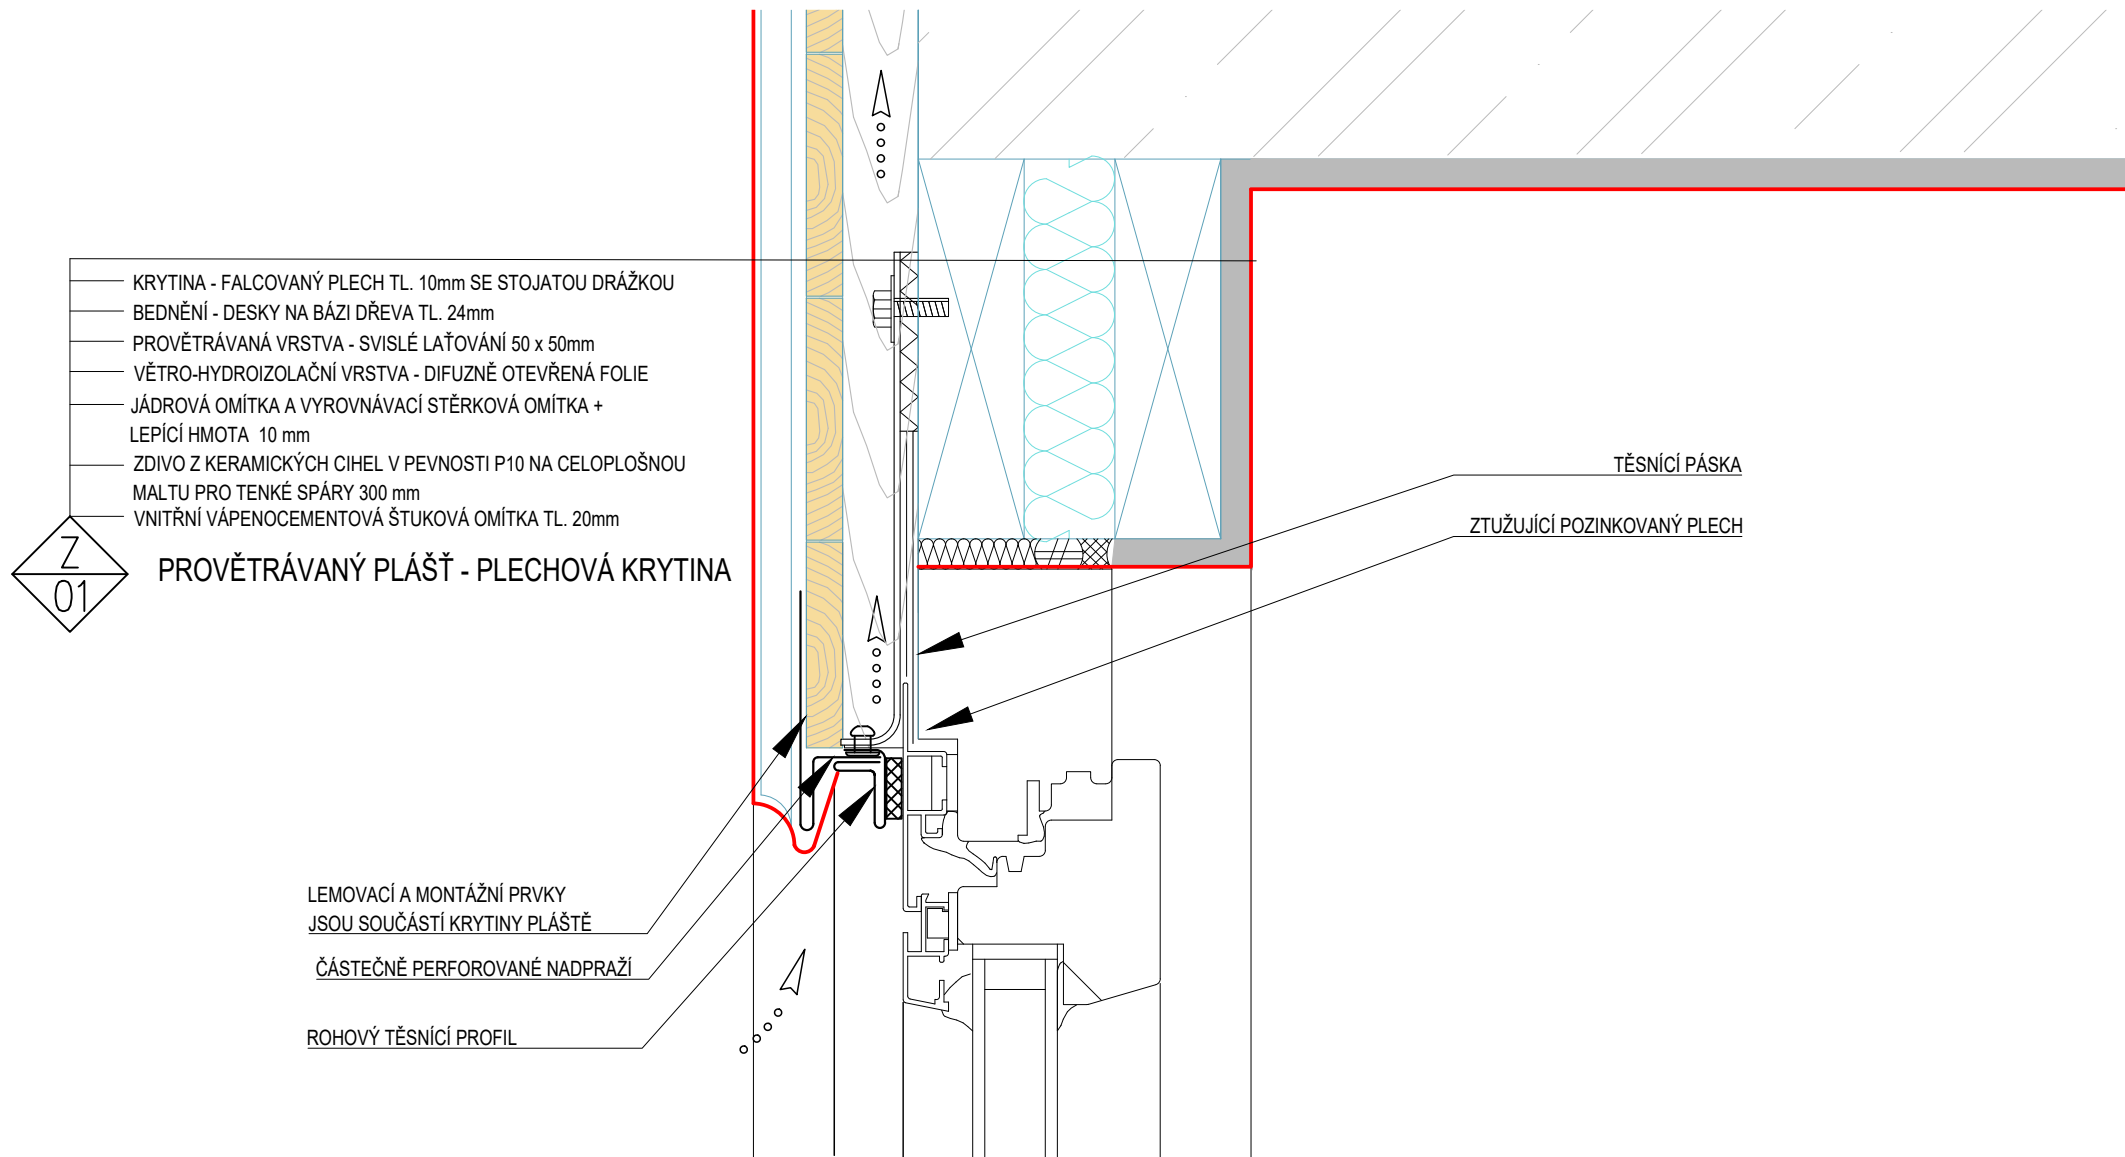 KRYTINA - FALCOVANÝ PLECH TL. 10mm SE STOJATOU DRÁŽKOU
BEDNĚNÍ - DESKY NA BÁZI DŘEVA TL. 24mm
PROVĚTRÁVANÁ VRSTVA - SVISLÉ LAŤOVÁNÍ 50 x 50mm
VĚTRO-HYDROIZOLAČNÍ VRSTVA - DIFUZNĚ OTEVŘENÁ FOLIE
JÁDROVÁ OMÍTKA A VYROVNÁVACÍ STĚRKOVÁ OMÍTKA +
LEPÍCÍ HMOTA 10 mm
ZDIVO Z KERAMICKÝCH CIHEL V PEVNOSTI P10 NA CELOPLOŠNOU
MALTU PRO TENKÉ SPÁRY 300 mm
VNITŘNÍ VÁPENOCEMENTOVÁ ŠTUKOVÁ OMÍTKA TL. 20mm
Z
01
PROVĚTRÁVANÝ PLÁŠŤ - PLECHOVÁ KRYTINA
TĚSNÍCÍ PÁSKA
ZTUŽUJÍCÍ POZINKOVANÝ PLECH
LEMOVACÍ A MONTÁŽNÍ PRVKY
JSOU SOUČÁSTÍ KRYTINY PLÁŠTĚ
ČÁSTEČNĚ PERFOROVANÉ NADPRAŽÍ
ROHOVÝ TĚSNÍCÍ PROFIL